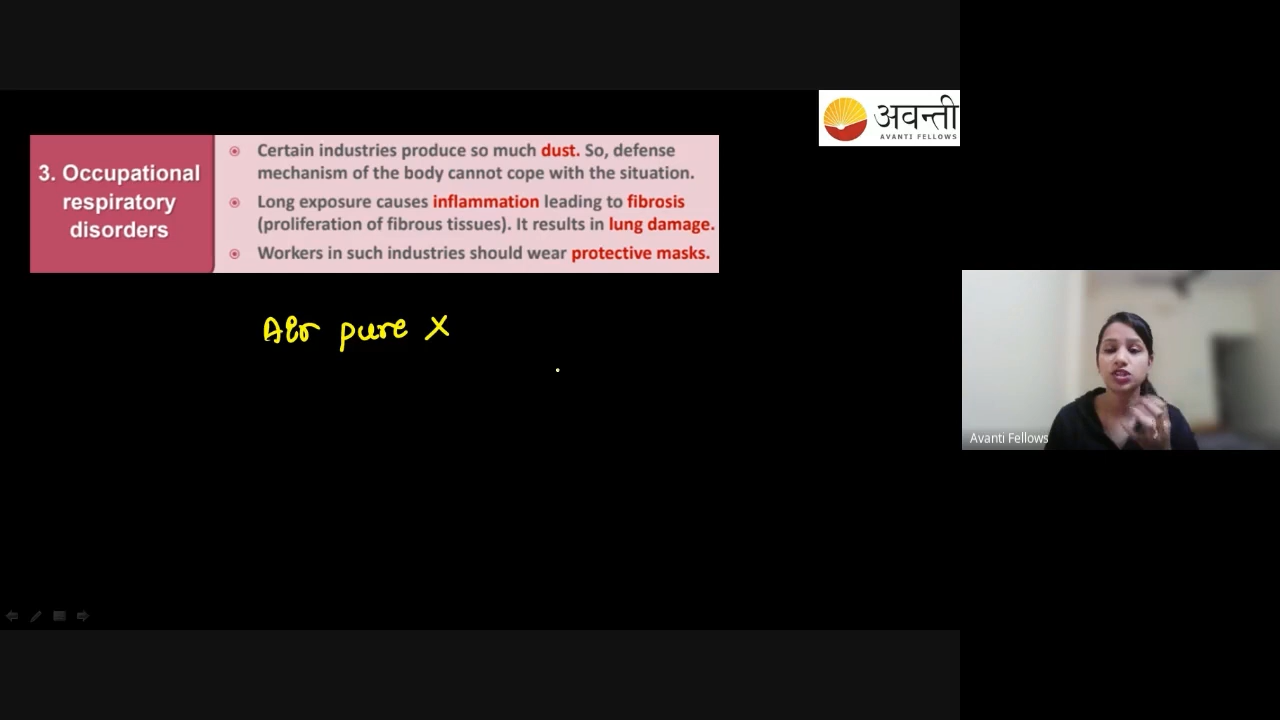 अवन्ती
AVANTI FELLOWS
3. Occupational
respiratory
disorders
Certain industries produce so much dust. So, defense
mechanism of the body cannot cope with the situation.
Long exposure causes inflammation leading to fibrosis
(proliferation of fibrous tissues). It results in lung damage.
Workers in such industries should wear protective masks.
Air pure X
Avanti Fellows